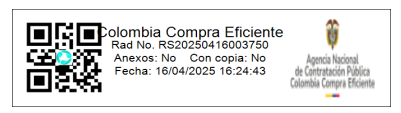 Colombia Compra Eficiente
Rad No. RS20250416003750
Anexos: No Con copia: No
Fecha: 16/04/2025 16:24:43
Agencia Nacional
de Contratación Pública
Colombia Compra Eficiente